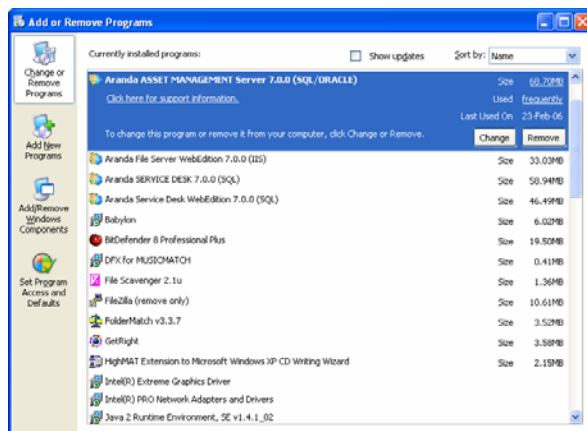 Add or Remove Programs
Currently installed programs:
Show updates
Sort by: Name
Change or
Remove
Programs
Add New
Programs
Add/Remove
Windows
Components
Set Program
Access and
Defaults
Aranda ASSET MANAGEMENT Server 7.0.0 (SQL/ORACLE) Size 60.70MB
Click here for support information. Used frequently
Last Used On 23-Feb-06
To change this program or remove it from your computer, click Change or Remove. Change Remove
Aranda File Server WebEdition 7.0.0 (IIS) Size 33.03MB
Aranda SERVICE DESK 7.0.0 (SQL) Size 58.94MB
Aranda Service Desk WebEdition 7.0.0 (SQL) Size 46.49MB
Babylon Size 6.02MB
BitDefender 8 Professional Plus Size 19.50MB
DFX for MUSICMATCH Size 0.41MB
File Scavenger 2.1u Size 1.36MB
FileZilla (remove only) Size 10.61MB
FolderMatch v3.3.7 Size 3.52MB
GetRight Size 3.58MB
HighMAT Extension to Microsoft Windows XP CD Writing Wizard Size 2.15MB
Intel(R) Extreme Graphics Driver
Intel(R) PRO Network Adapters and Drivers
Java 2 Runtime Environment, SE v1.4.1_02